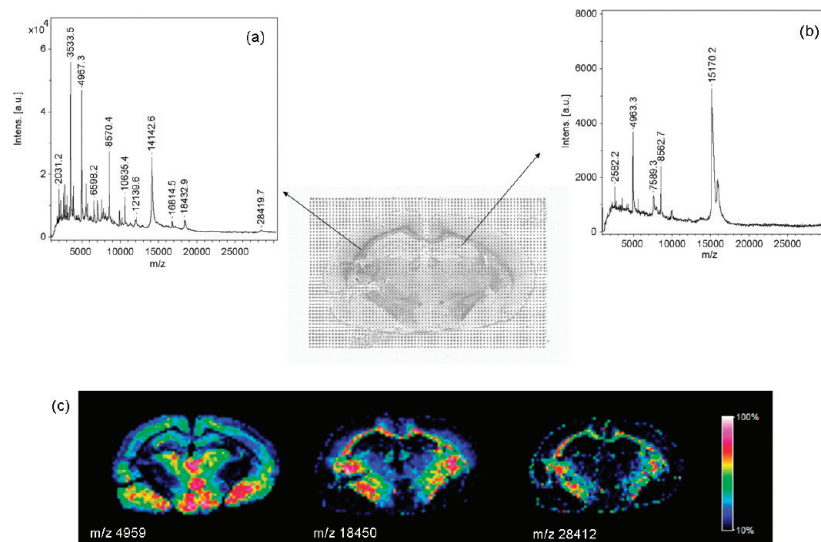 (a)
x10⁴
6
4
2
0
Intens. [a.u.]
3533.5
4967.3
2031.2
6598.2
8570.4
10635.4
12139.6
14142.6
16814.5
18432.9
28419.7
5000 10000 15000 20000 25000
m/z
(b)
8000
6000
4000
2000
0
Intens. [a.u.]
2582.2
4963.3
7589.3
8562.7
15170.2
5000 10000 15000 20000 25000
m/z
(c)
m/z 4959
m/z 18450
m/z 28412
100%
10%